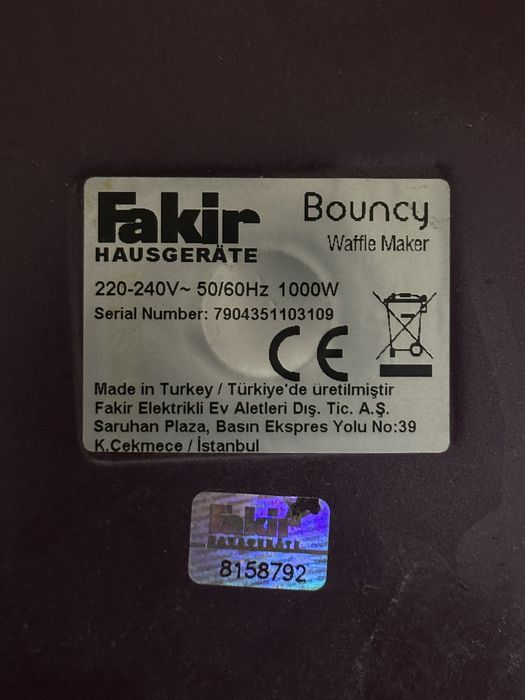 Fakir
HAUSGERÄTE
Bouncy
Waffle Maker
220-240V~ 50/60Hz 1000W
Serial Number: 7904351103109
CE
Made in Turkey / Türkiye'de üretilmiştir
Fakir Elektrikli Ev Aletleri Dış. Tic. A.Ş.
Saruhan Plaza, Basın Ekspres Yolu No:39
K.Çekmece / İstanbul
Fakir
HAUSGERÄTE
8158792